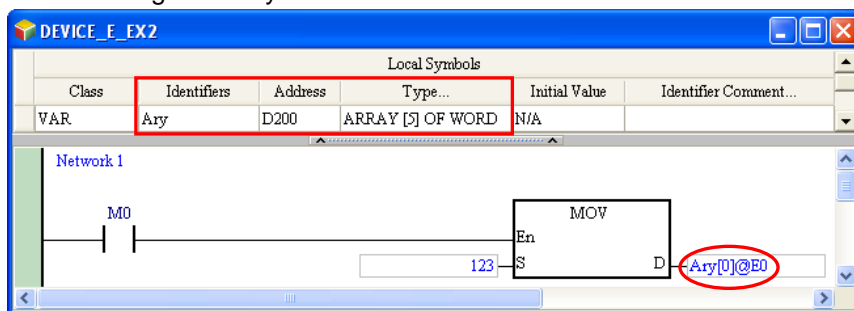 DEVICE_E_EX2
Local Symbols
Class Identifiers Address Type... Initial Value Identifier Comment...
VAR Ary D200 ARRAY [5] OF WORD N/A
Network 1
M0
MOV
En
123 S D Ary[0]@E0